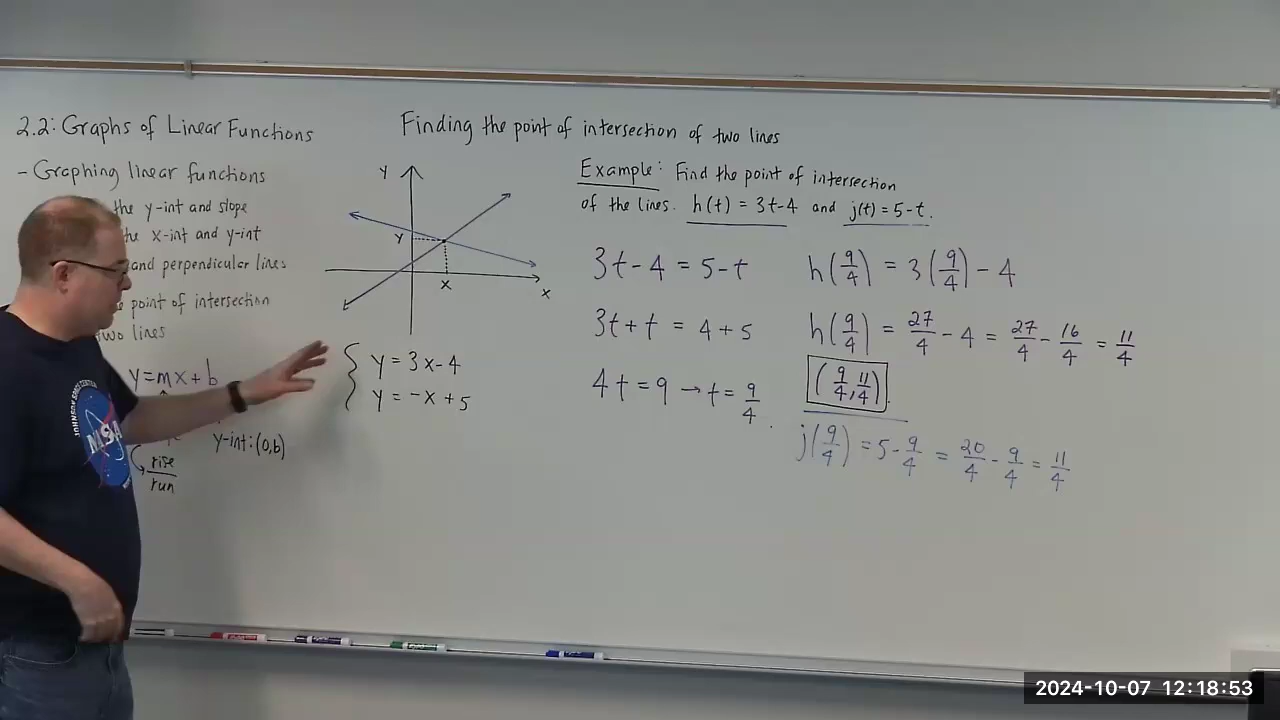 2.2: Graphs of Linear Functions
- Graphing linear functions
the y-int and slope
the x-int and y-int
and perpendicular lines
point of intersection
two lines
y=mx+b
y-int: (0,b)
rise
run
JOHNSON SPACE CENTER
NASA
Finding the point of intersection of two lines
Y
Y
X
X
y = 3x-4
y = -x+5
Example: Find the point of intersection
of the lines. h(t) = 3t-4 and j(t) = 5-t.
3t-4 = 5-t
3t+t = 4+5
4t = 9 → t = 9/4.
h(9/4) = 3(9/4) - 4
h(9/4) = 27/4 - 4 = 27/4 - 16/4 = 11/4
(9/4, 11/4).
j(9/4) = 5 - 9/4 = 20/4 - 9/4 = 11/4
2024-10-07 12:18:53